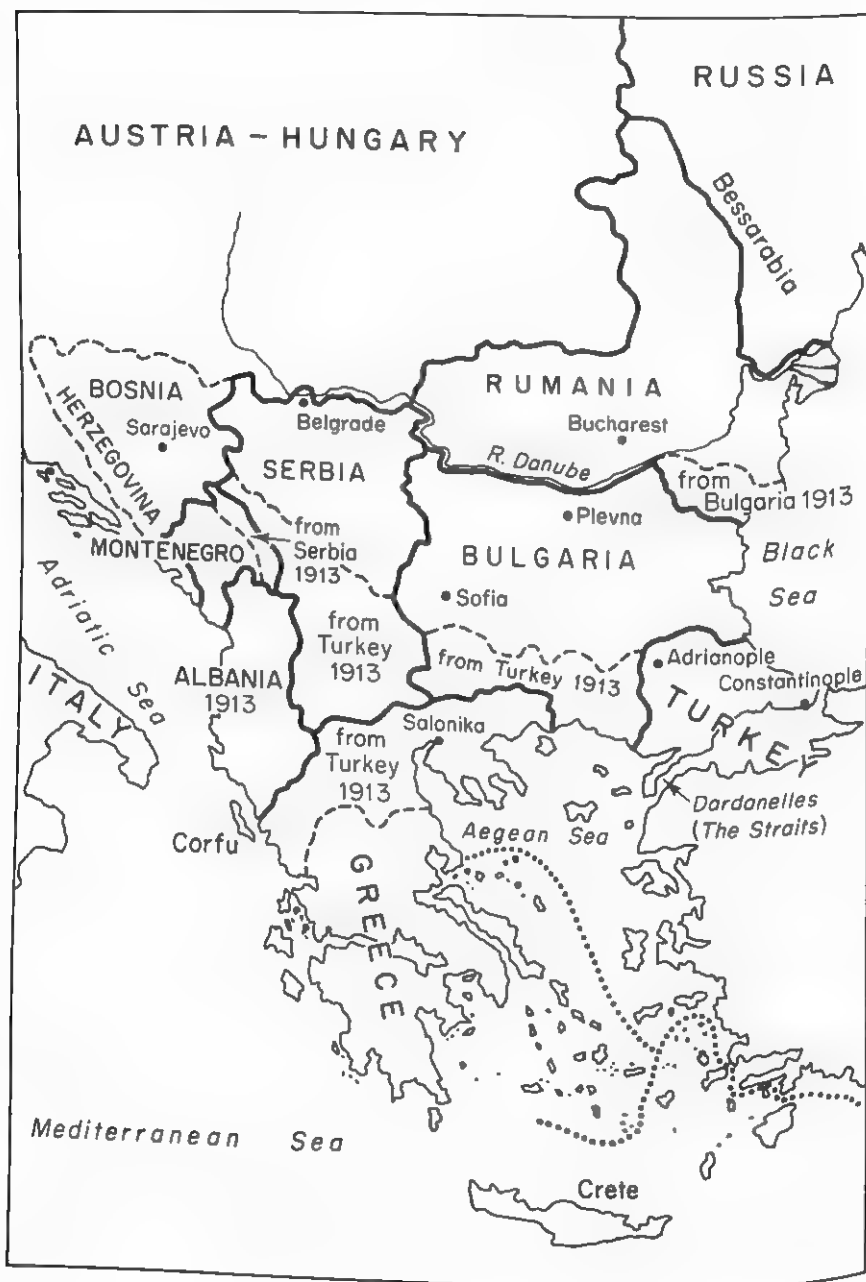 RUSSIA
AUSTRIA – HUNGARY
Bessarabia
BOSNIA
HERZEGOVINA
Sarajevo
Belgrade
SERBIA
RUMANIA
Bucharest
R. Danube
from
Bulgaria 1913
Plevna
BULGARIA
Sofia
Black
Sea
MONTENEGRO
from
Serbia
1913
Adriatic Sea
ITALY
ALBANIA
1913
from
Turkey
1913
from Turkey 1913
Adrianople
Constantinople
TURKEY
Salonika
from
Turkey
1913
Dardanelles
(The Straits)
Corfu
Aegean Sea
GREECE
Mediterranean Sea
Crete